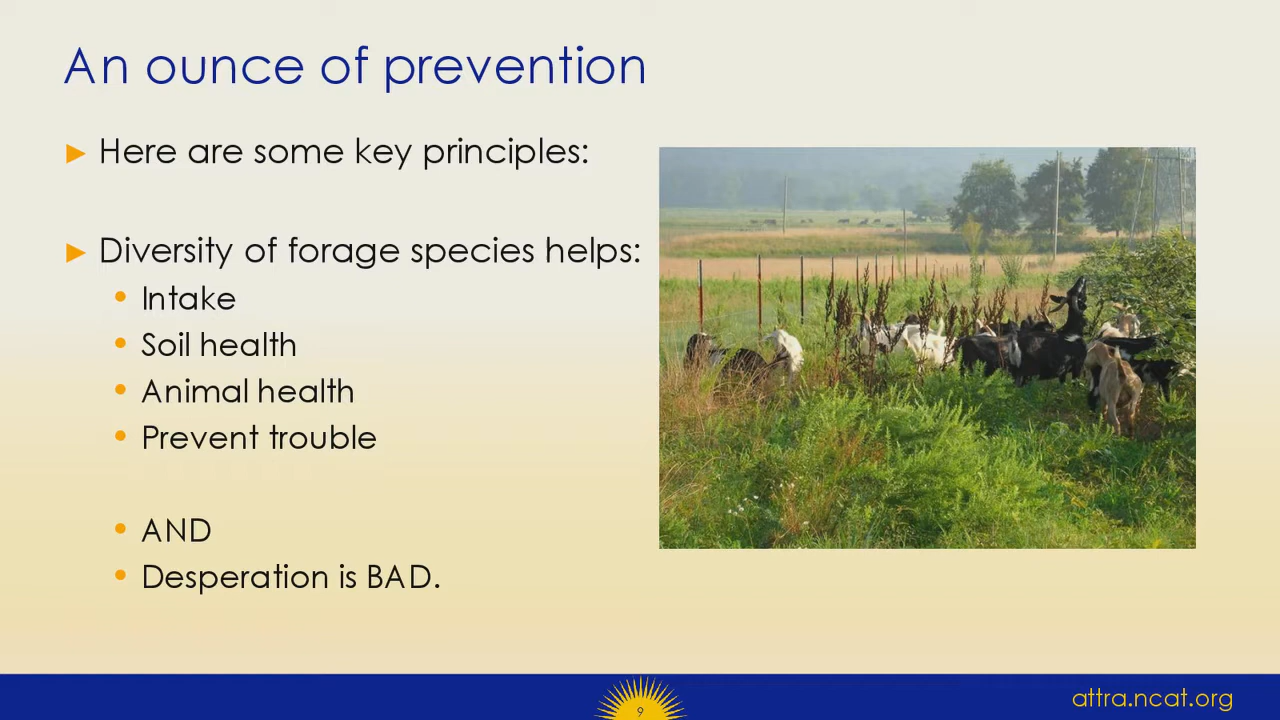 An ounce of prevention
Here are some key principles:
Diversity of forage species helps:
Intake
Soil health
Animal health
Prevent trouble
AND
Desperation is BAD.
9
attra.ncat.org